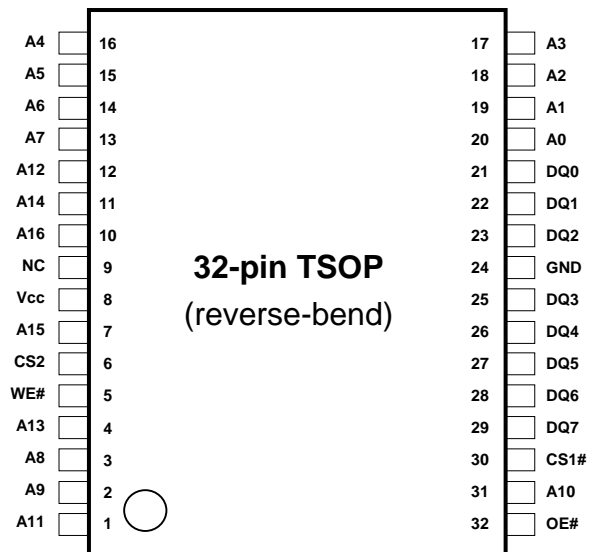 A4 16 17 A3
A5 15 18 A2
A6 14 19 A1
A7 13 20 A0
A12 12 21 DQ0
A14 11 22 DQ1
A16 10 23 DQ2
NC 9 32-pin TSOP 24 GND
Vcc 8 (reverse-bend) 25 DQ3
A15 7 26 DQ4
CS2 6 27 DQ5
WE# 5 28 DQ6
A13 4 29 DQ7
A8 3 30 CS1#
A9 2 31 A10
A11 1 32 OE#